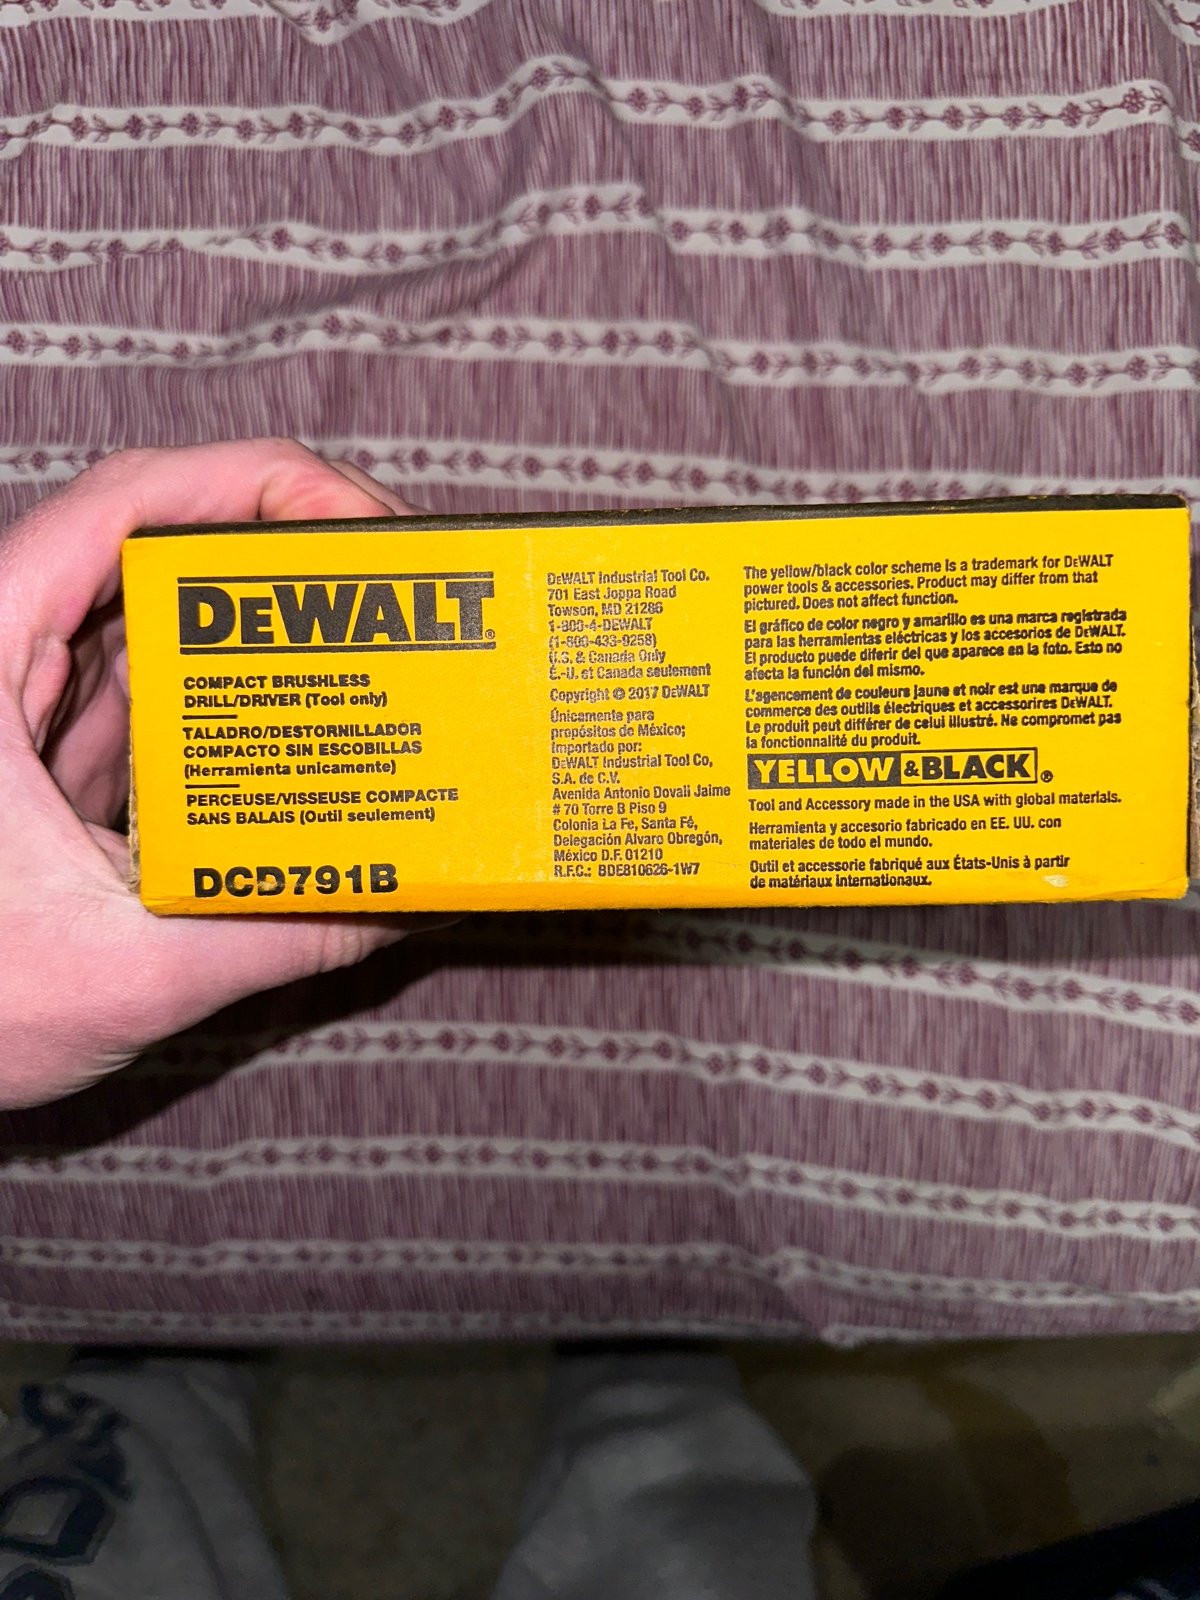 DEWALT®
COMPACT BRUSHLESS
DRILL/DRIVER (Tool only)
TALADRO/DESTORNILLADOR
COMPACTO SIN ESCOBILLAS
(Herramienta unicamente)
PERCEUSE/VISSEUSE COMPACTE
SANS BALAIS (Outil seulement)
DCD791B
DEWALT Industrial Tool Co.
701 East Joppa Road
Towson, MD 21286
1-800-4-DEWALT
(1-800-433-9258)
U.S. & Canada Only
É.-U. et Canada seulement
Copyright © 2017 DEWALT
Únicamente para
propósitos de México;
Importado por:
DEWALT Industrial Tool Co,
S.A. de C.V.
Avenida Antonio Dovali Jaime
# 70 Torre B Piso 9
Colonia La Fe, Santa Fé,
Delegación Alvaro Obregón,
México D.F. 01210
R.F.C.: BDE810626-1W7
The yellow/black color scheme is a trademark for DEWALT
power tools & accessories. Product may differ from that
pictured. Does not affect function.
El gráfico de color negro y amarillo es una marca registrada
para las herramientas eléctricas y los accesorios de DEWALT.
El producto puede diferir del que aparece en la foto. Esto no
afecta la función del mismo.
L'agencement de couleurs jaune et noir est une marque de
commerce des outils électriques et accessorires DEWALT.
Le produit peut différer de celui illustré. Ne compromet pas
la fonctionnalité du produit.
YELLOW & BLACK®
Tool and Accessory made in the USA with global materials.
Herramienta y accesorio fabricado en EE. UU. con
materiales de todo el mundo.
Outil et accessoire fabriqué aux États-Unis à partir
de matériaux internationaux.